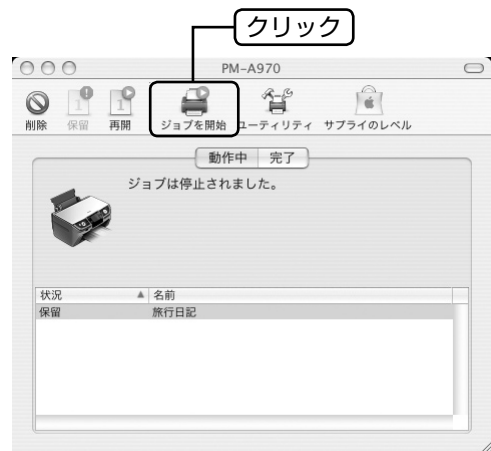 クリック
PM-A970
削除 保留 再開 ジョブを開始 ユーティリティ サプライのレベル
動作中 完了
ジョブは停止されました。
状況 名前
保留 旅行日記